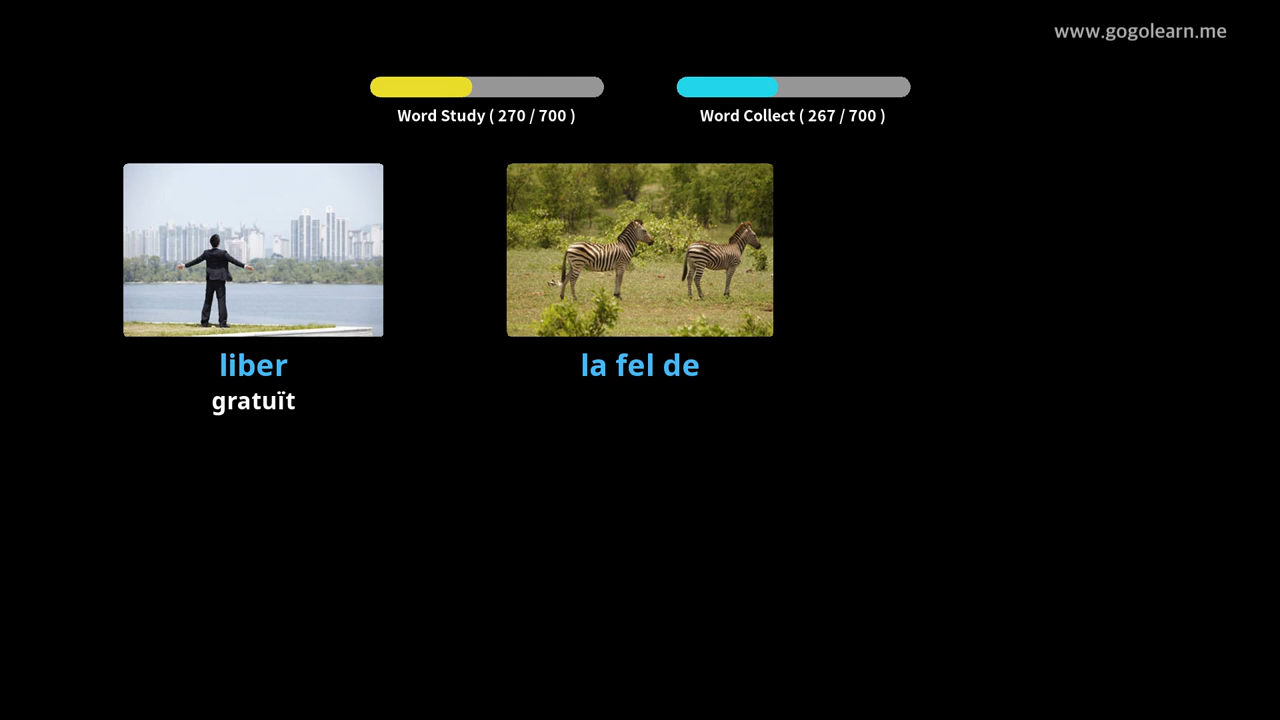 www.gogolearn.me
Word Study ( 270 / 700 )
Word Collect ( 267 / 700 )
liber
gratuït
la fel de